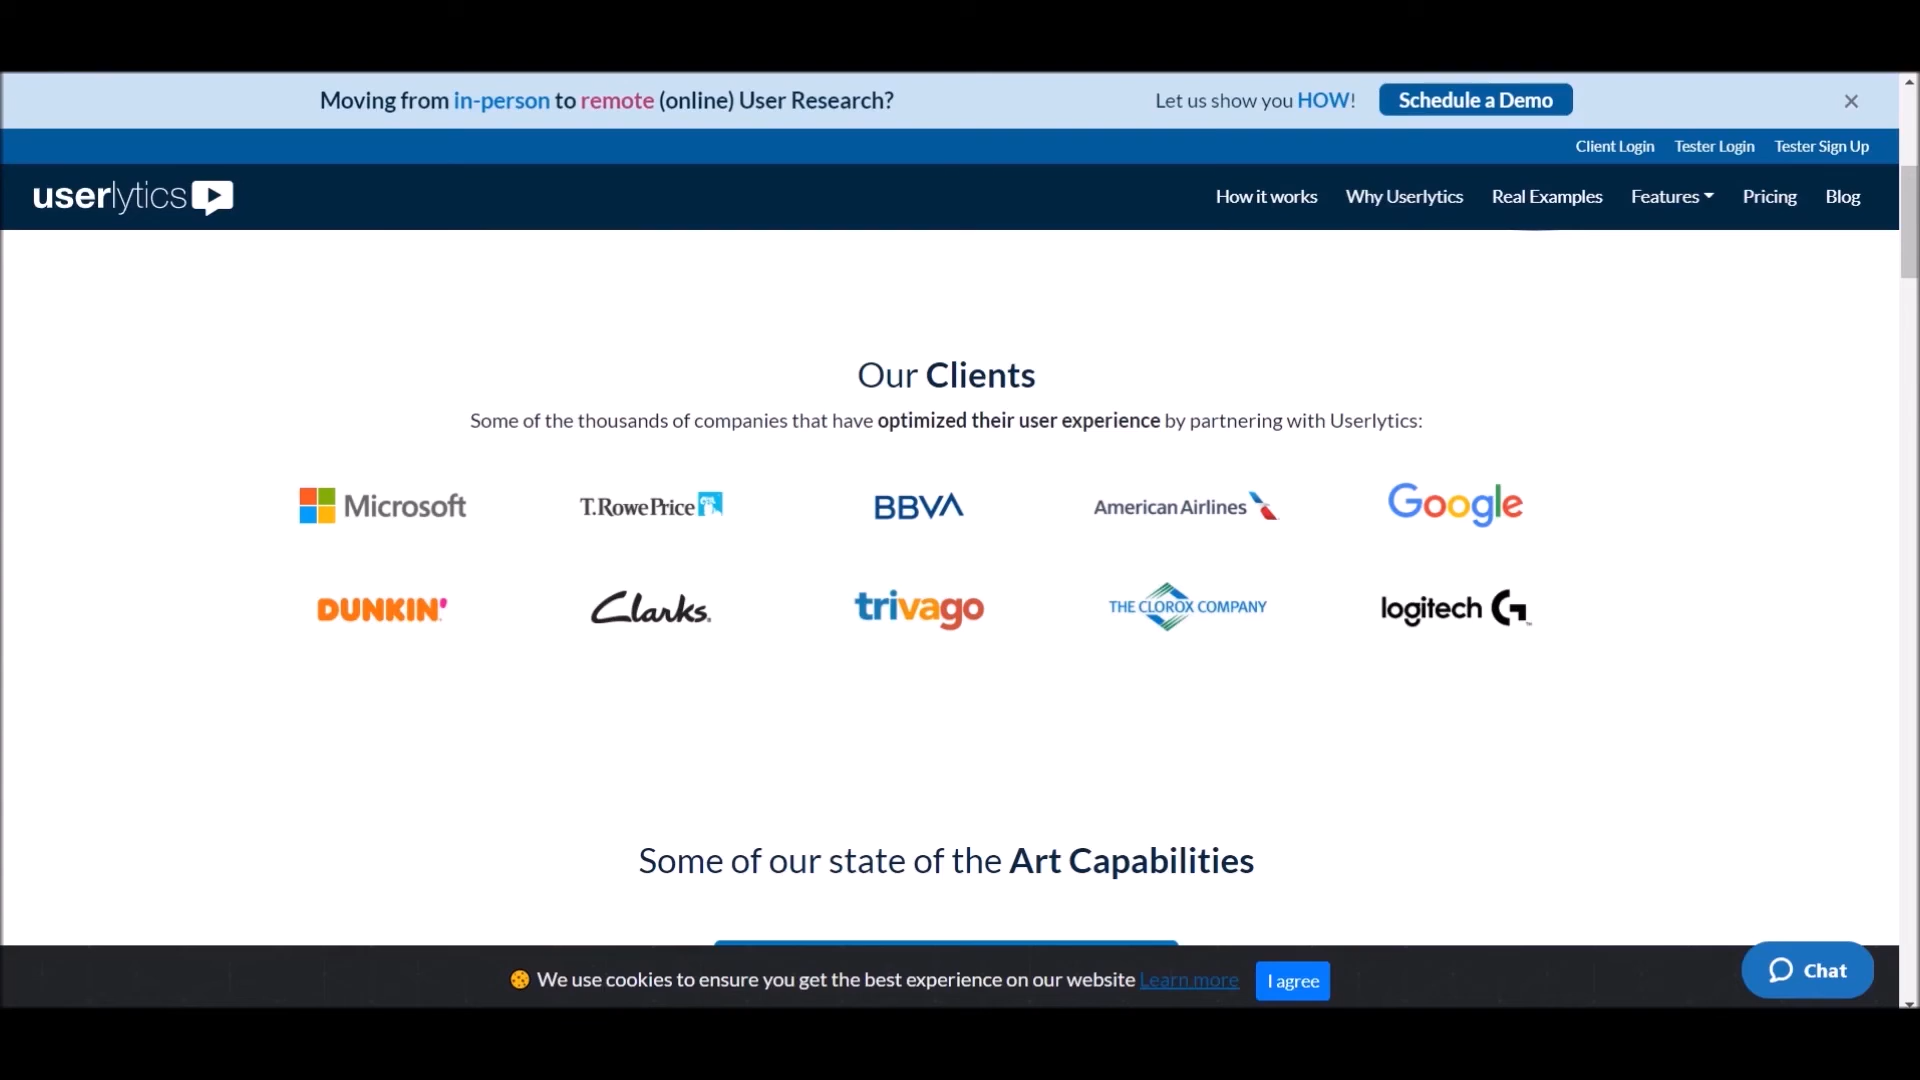 Moving from in-person to remote (online) User Research?
Let us show you HOW!
Schedule a Demo
Client Login
Tester Login
Tester Sign Up
userlytics
How it works
Why Userlytics
Real Examples
Features
Pricing
Blog
Our Clients
Some of the thousands of companies that have optimized their user experience by partnering with Userlytics:
Microsoft
T.RowePrice
BBVA
American Airlines
Google
DUNKIN'
Clarks.
trivago
THE CLOROX COMPANY
logitech G™
Some of our state of the Art Capabilities
We use cookies to ensure you get the best experience on our website Learn more
I agree
Chat